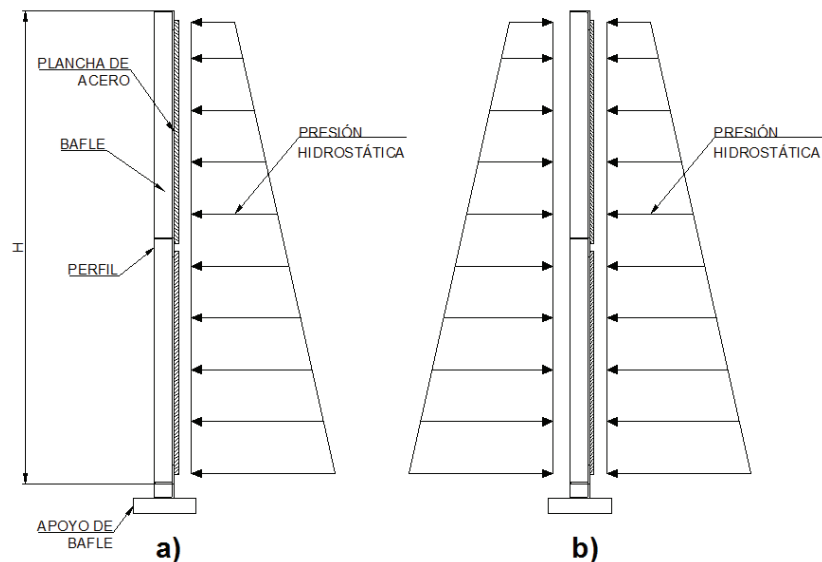 PLANCHA DE
ACERO
BAFLE
PRESIÓN
HIDROSTÁTICA
H
PERFIL
APOYO DE
BAFLE
a)
PRESIÓN
HIDROSTÁTICA
b)